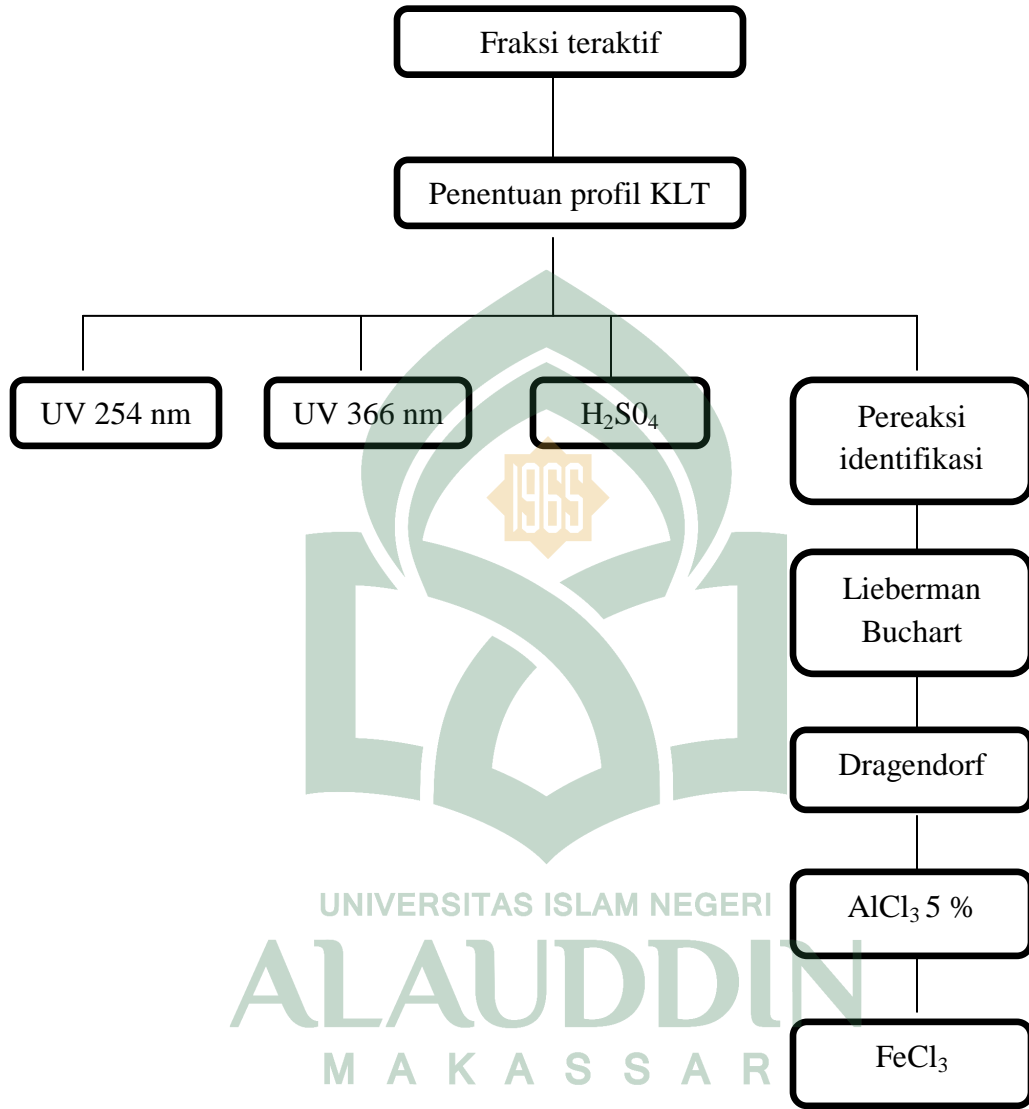 Fraksi teraktif
Penentuan profil KLT
UV 254 nm
UV 366 nm
H₂S0₄
Pereaksi
identifikasi
1965
Lieberman
Buchart
Dragendorf
AlCl₃ 5 %
UNIVERSITAS ISLAM NEGERI
ALAUDDIN
MAKASSAR
FeCl₃